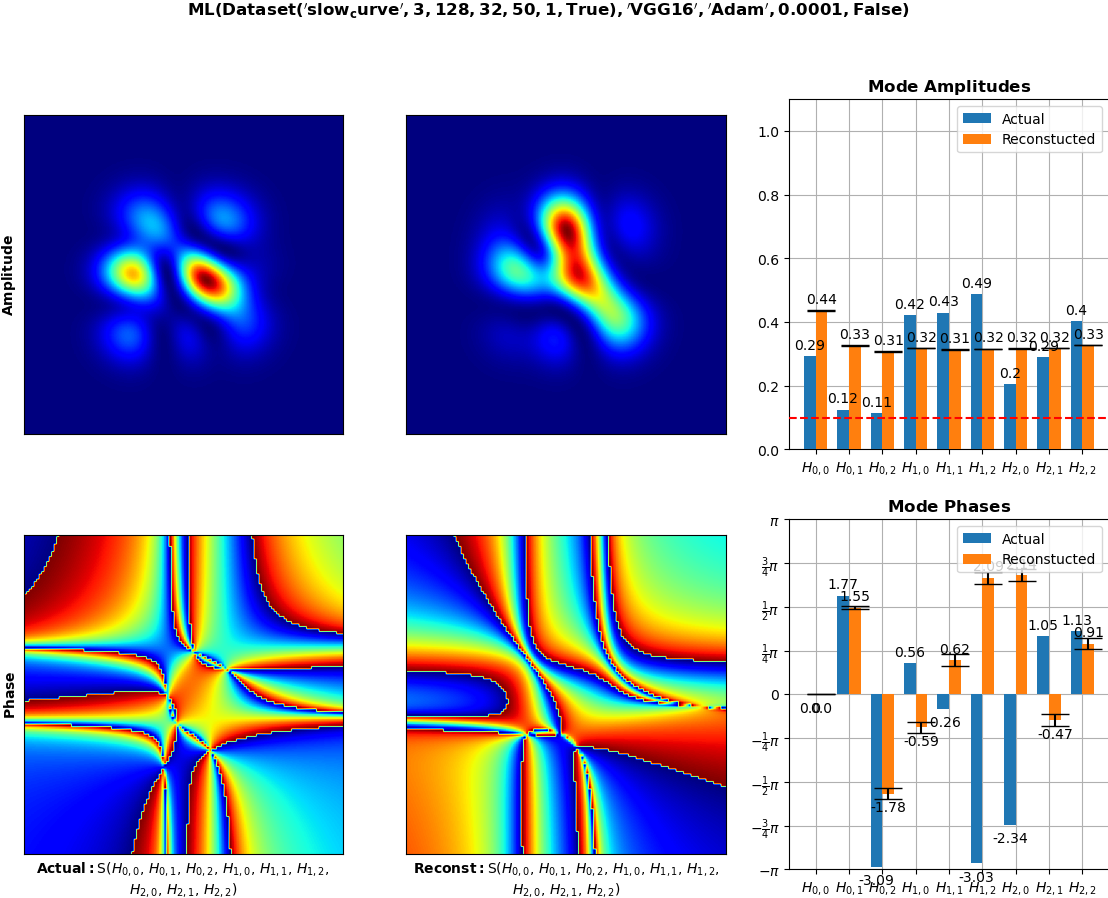 ML(Dataset('slow_curve', 3, 128, 32, 50, 1, True), 'VGG16', 'Adam', 0.0001, False)
Mode Amplitudes
Amplitude
1.0
0.8
0.6
0.4
0.2
0.0
Actual
Reconstucted
0.29
0.44
0.12
0.33
0.11
0.31
0.42
0.32
0.43
0.31
0.49
0.32
0.2
0.32
0.29
0.32
0.4
0.33
H0,0 H0,1 H0,2 H1,0 H1,1 H1,2 H2,0 H2,1 H2,2
Mode Phases
Phase
π
3/4π
1/2π
1/4π
0
−1/4π
−1/2π
−3/4π
−π
Actual
Reconstucted
0.0
0.0
1.77
1.55
-3.09
-1.78
0.56
-0.59
-0.26
0.62
-3.03
2.09
-2.34
1.05
-0.47
1.13
0.91
H0,0 H0,1 H0,2 H1,0 H1,1 H1,2 H2,0 H2,1 H2,2
Actual: S(H0,0, H0,1, H0,2, H1,0, H1,1, H1,2,
H2,0, H2,1, H2,2)
Reconst: S(H0,0, H0,1, H0,2, H1,0, H1,1, H1,2,
H2,0, H2,1, H2,2)